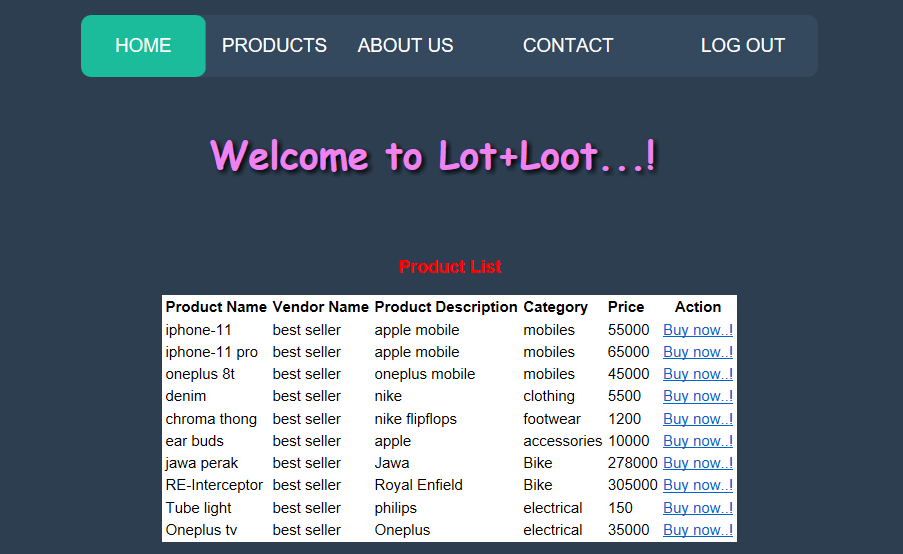 HOME PRODUCTS ABOUT US CONTACT LOG OUT
Welcome to Lot+Loot...!
Product List
Product Name Vendor Name Product Description Category Price Action
iphone-11 best seller apple mobile mobiles 55000 Buy now..!
iphone-11 pro best seller apple mobile mobiles 65000 Buy now..!
oneplus 8t best seller oneplus mobile mobiles 45000 Buy now..!
denim best seller nike clothing 5500 Buy now..!
chroma thong best seller nike flipflops footwear 1200 Buy now..!
ear buds best seller apple accessories 10000 Buy now..!
jawa perak best seller Jawa Bike 278000 Buy now..!
RE-Interceptor best seller Royal Enfield Bike 305000 Buy now..!
Tube light best seller philips electrical 150 Buy now..!
Oneplus tv best seller Oneplus electrical 35000 Buy now..!